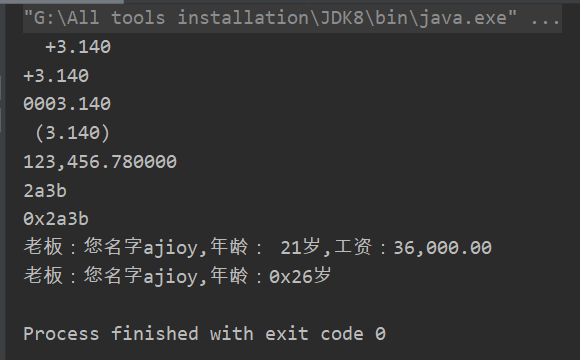 "G:\All tools installation\JDK8\bin\java.exe" ...
  +3.140
+3.140
0003.140
 (3.140)
123,456.780000
2a3b
0x2a3b
老板：您名字ajioy,年龄： 21岁,工资：36,000.00
老板：您名字ajioy,年龄：0x26岁

Process finished with exit code 0